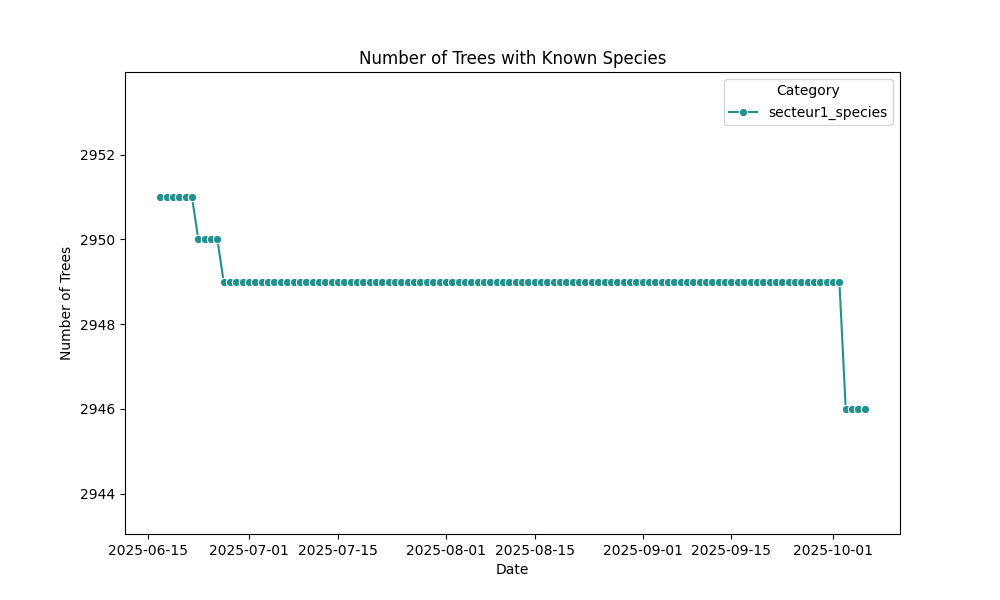 Number of Trees with Known Species
Category
secteur1_species
Number of Trees
2952
2950
2948
2946
2944
2025-06-15
2025-07-01
2025-07-15
2025-08-01
2025-08-15
2025-09-01
2025-09-15
2025-10-01
Date